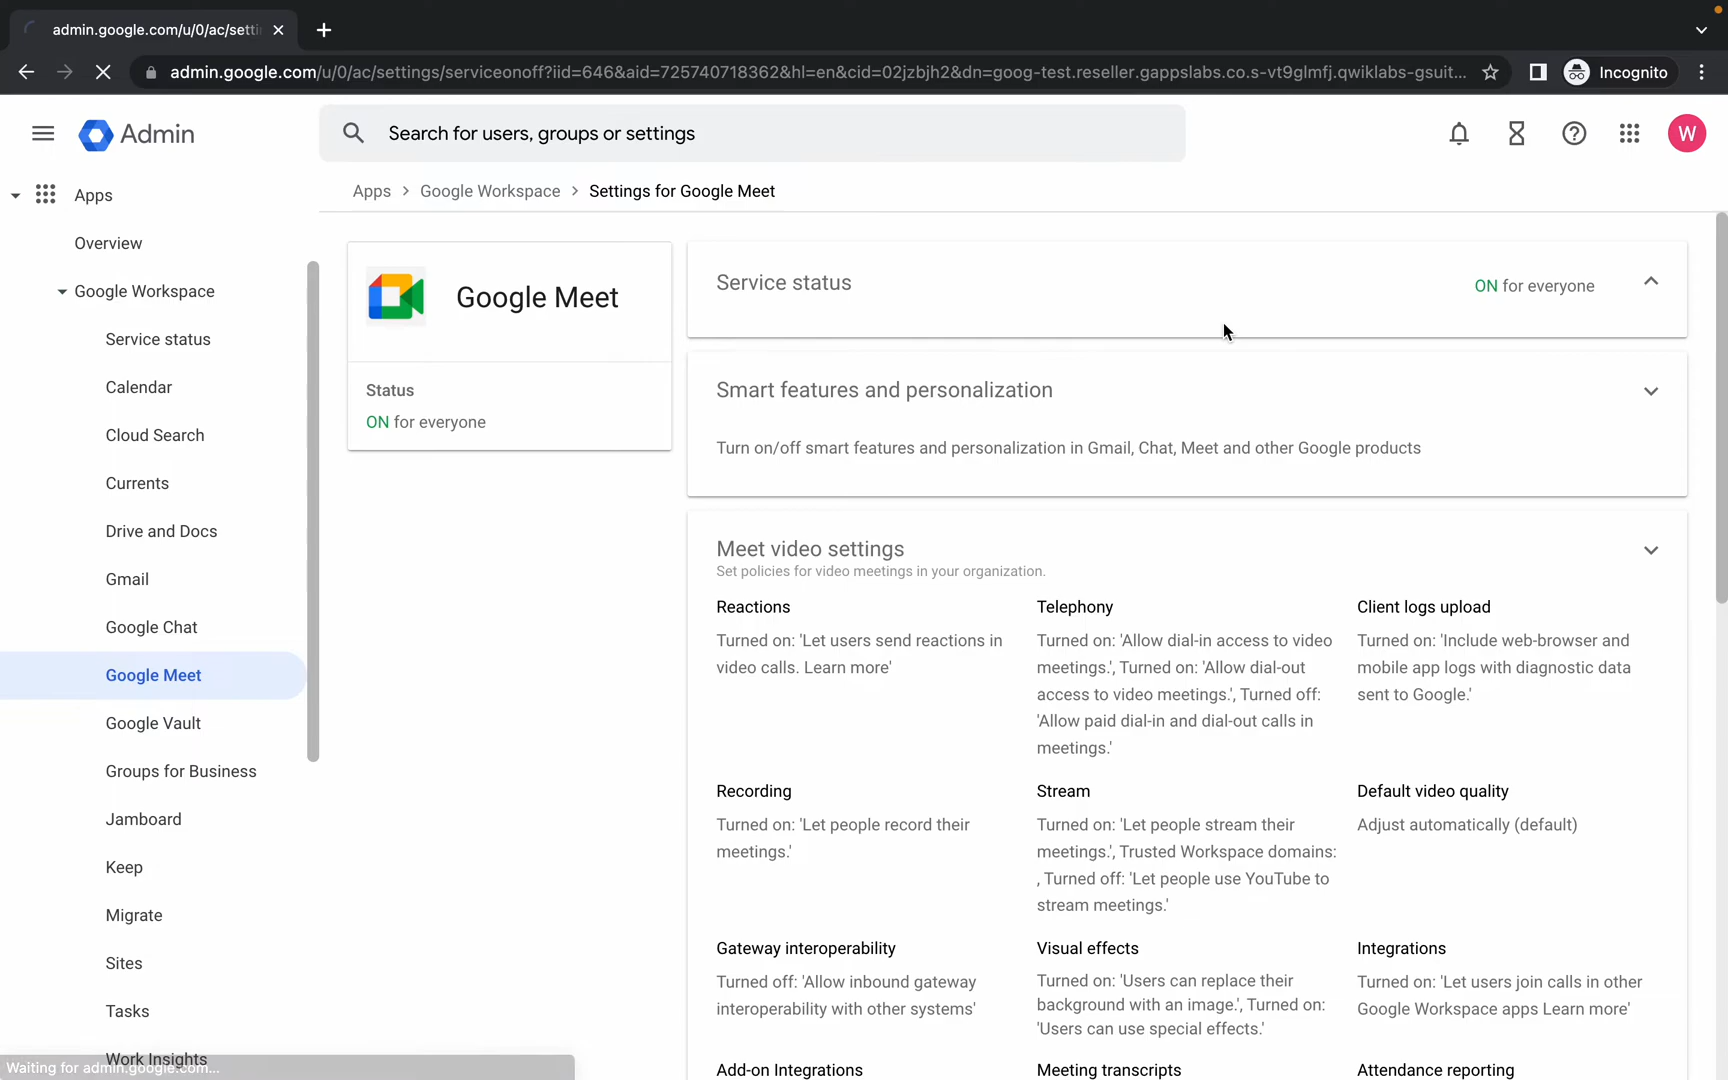 admin.google.com/u/0/ac/setti
admin.google.com/u/0/ac/settings/serviceonoff?iid=646&aid=725740718362&hl=en&cid=02jzbjh2&dn=goog-test.reseller.gappslabs.co.s-vt9glmfj.qwiklabs-gsuit...
Incognito
Admin
Search for users, groups or settings
W
Apps
Overview
Google Workspace
Service status
Calendar
Cloud Search
Currents
Drive and Docs
Gmail
Google Chat
Google Meet
Google Vault
Groups for Business
Jamboard
Keep
Migrate
Sites
Tasks
Work Insights
Waiting for admin.google.com...
Apps > Google Workspace > Settings for Google Meet
Google Meet
Status
ON for everyone
Service status
ON for everyone
Smart features and personalization
Turn on/off smart features and personalization in Gmail, Chat, Meet and other Google products
Meet video settings
Set policies for video meetings in your organization.
Reactions
Turned on: 'Let users send reactions in
video calls. Learn more'
Telephony
Turned on: 'Allow dial-in access to video
meetings.', Turned on: 'Allow dial-out
access to video meetings.', Turned off:
'Allow paid dial-in and dial-out calls in
meetings.'
Client logs upload
Turned on: 'Include web-browser and
mobile app logs with diagnostic data
sent to Google.'
Recording
Turned on: 'Let people record their
meetings.'
Stream
Turned on: 'Let people stream their
meetings.', Trusted Workspace domains:
, Turned off: 'Let people use YouTube to
stream meetings.'
Default video quality
Adjust automatically (default)
Gateway interoperability
Turned off: 'Allow inbound gateway
interoperability with other systems'
Visual effects
Turned on: 'Users can replace their
background with an image.', Turned on:
'Users can use special effects.'
Integrations
Turned on: 'Let users join calls in other
Google Workspace apps Learn more'
Add-on Integrations
Meeting transcripts
Attendance reporting